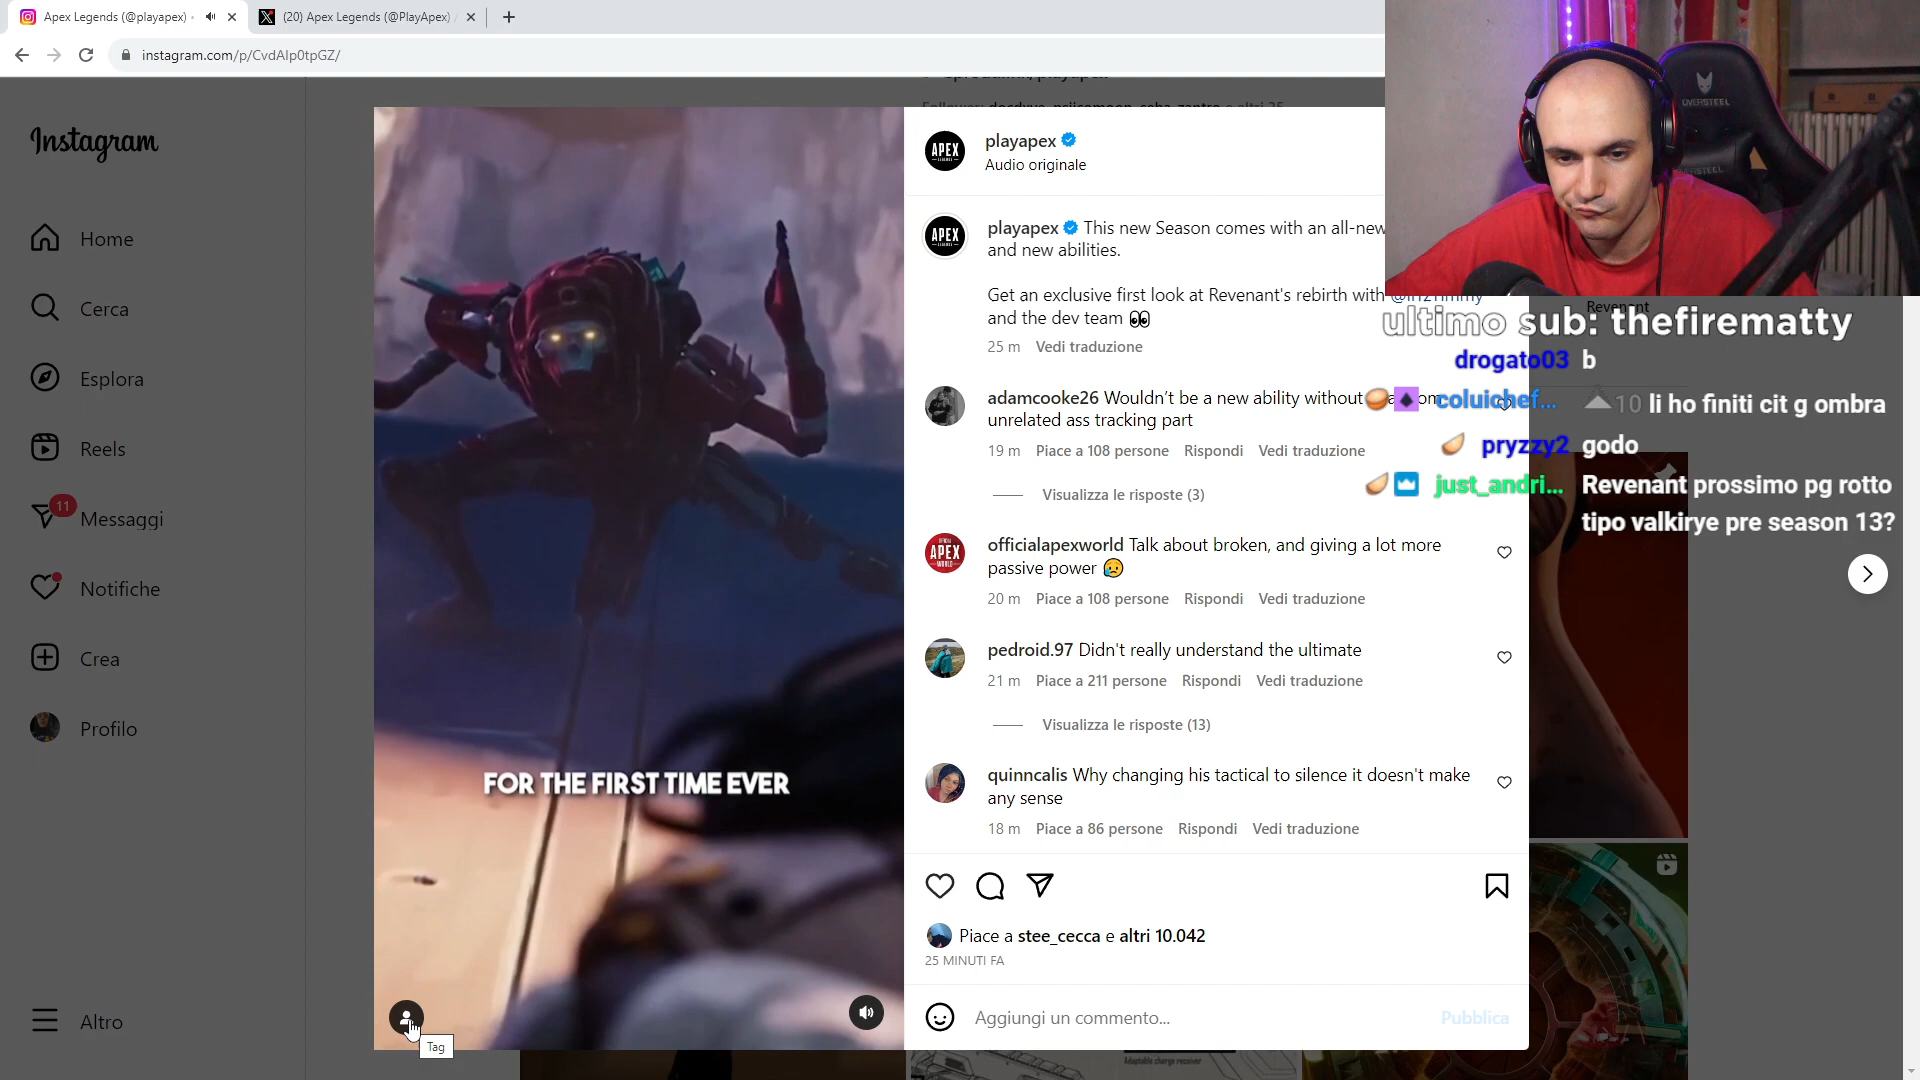 Apex Legends (@playapex)
(20) Apex Legends (@PlayApex)
instagram.com/p/CvdAIp0tpGZ/
Instagram
Home
Cerca
Esplora
Reels
11
Messaggi
Notifiche
Crea
Profilo
Altro
FOR THE FIRST TIME EVER
Tag
APEX
playapex
Audio originale
APEX
playapex This new Season comes with an all-new
and new abilities.
Get an exclusive first look at Revenant's rebirth with
and the dev team
25 m Vedi traduzione
adamcooke26 Wouldn't be a new ability without
unrelated ass tracking part
19 m Piace a 108 persone Rispondi Vedi traduzione
Visualizza le risposte (3)
APEX
officialapexworld Talk about broken, and giving a lot more
passive power
20 m Piace a 108 persone Rispondi Vedi traduzione
pedroid.97 Didn't really understand the ultimate
21 m Piace a 211 persone Rispondi Vedi traduzione
Visualizza le risposte (13)
quinncalis Why changing his tactical to silence it doesn't make
any sense
18 m Piace a 86 persone Rispondi Vedi traduzione
Piace a stee_cecca e altri 10.042
25 MINUTI FA
Aggiungi un commento...
Pubblica
OVERSTEEL
Revenant
ultimo sub: thefirematty
drogato03 b
coluichef... 10 li ho finiti cit g ombra
pryzzy2 godo
just_andri... Revenant prossimo pg rotto
tipo valkirye pre season 13?